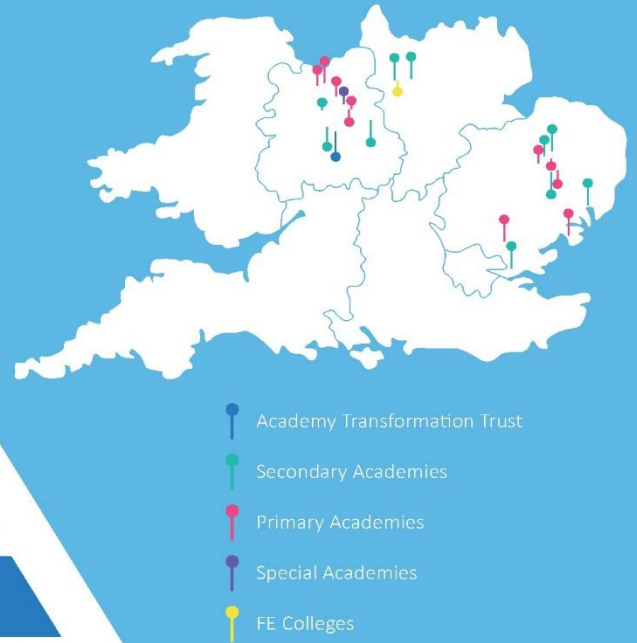 Academy Transformation Trust
Secondary Academies
Primary Academies
Special Academies
FE Colleges